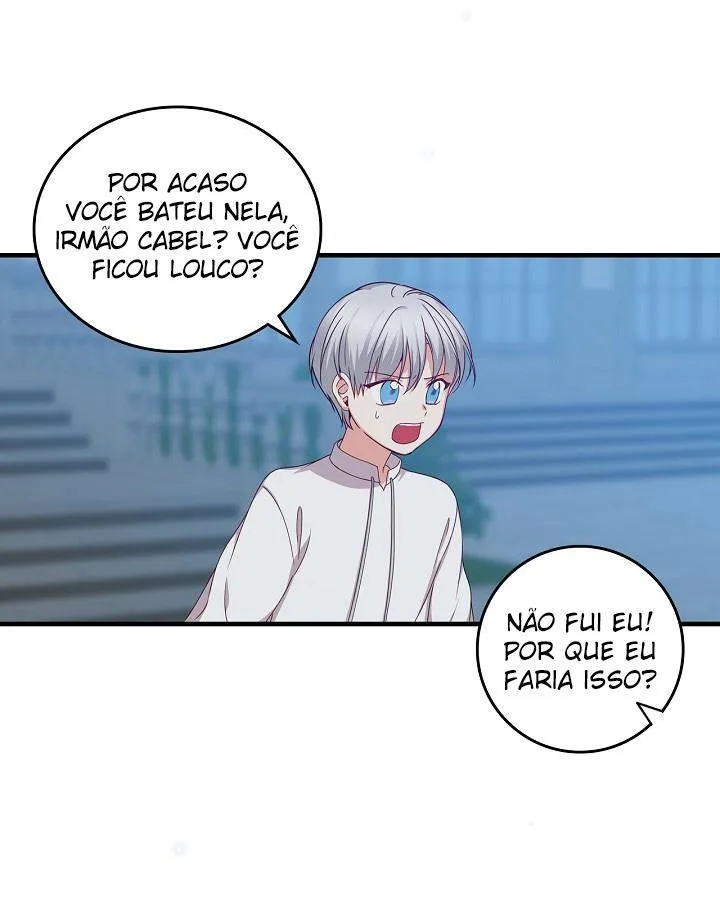 POR ACASO
VOCÊ BATEU NELA,
IRMÃO CABEL? VOCÊ
FICOU LOUCO?
NÃO FUI EU!
POR QUE EU
FARIA ISSO?